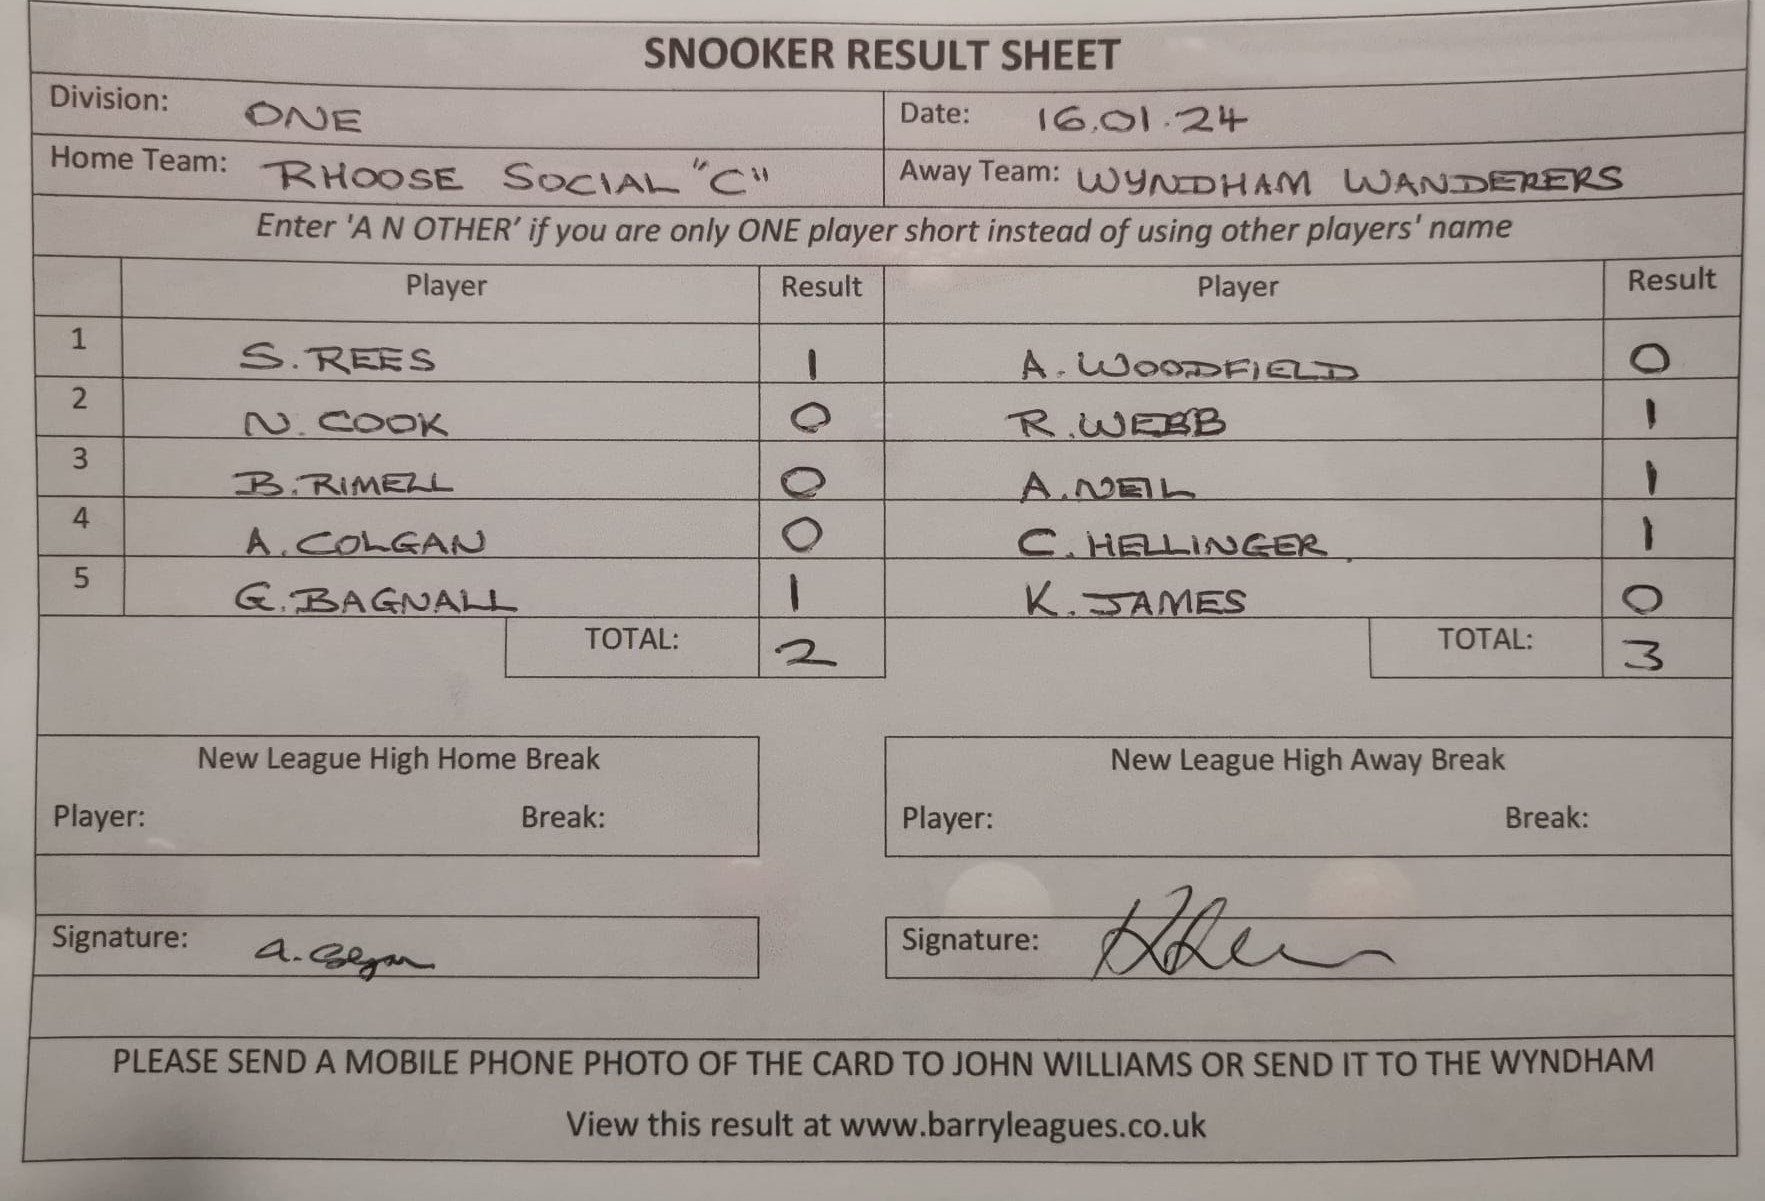 SNOOKER RESULT SHEET
Division: ONE Date: 16.01.24
Home Team: RHOOSE SOCIAL "C" Away Team: WYNDHAM WANDERERS
Enter 'A N OTHER' if you are only ONE player short instead of using other players' name
Player Result Player Result
1 S. REES 1 A. WOODFIELD 0
2 N. COOK 0 R. WEBB 1
3 B. RIMELL 0 A. NEIL 1
4 A. COLGAN 0 C. HELLINGER 1
5 G. BAGNALL 1 K. JAMES 0
TOTAL: 2 TOTAL: 3
New League High Home Break New League High Away Break
Player: Break: Player: Break:
Signature: A. Signature:
PLEASE SEND A MOBILE PHONE PHOTO OF THE CARD TO JOHN WILLIAMS OR SEND IT TO THE WYNDHAM
View this result at www.barryleagues.co.uk